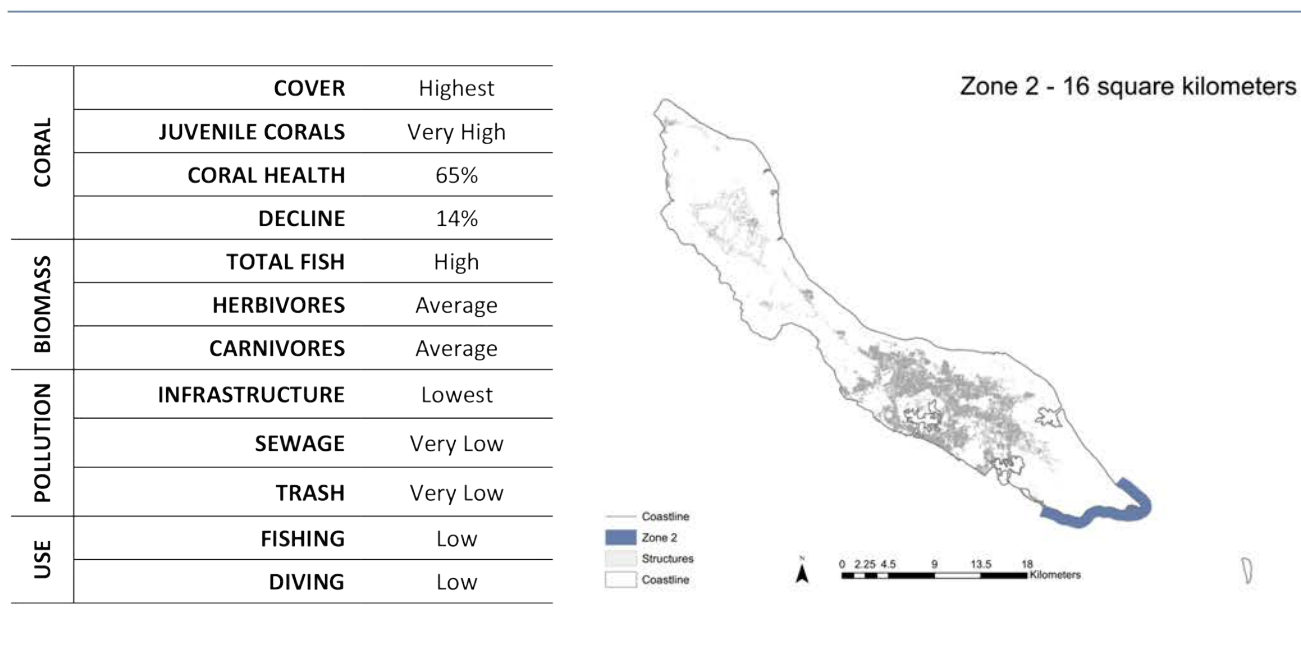 CORAL
COVER Highest
JUVENILE CORALS Very High
CORAL HEALTH 65%
DECLINE 14%
BIOMASS
TOTAL FISH High
HERBIVORES Average
CARNIVORES Average
POLLUTION
INFRASTRUCTURE Lowest
SEWAGE Very Low
TRASH Very Low
USE
FISHING Low
DIVING Low
Zone 2 - 16 square kilometers
Coastline
Zone 2
Structures
Coastline
N
0 2.25 4.5 9 13.5 18
Kilometers